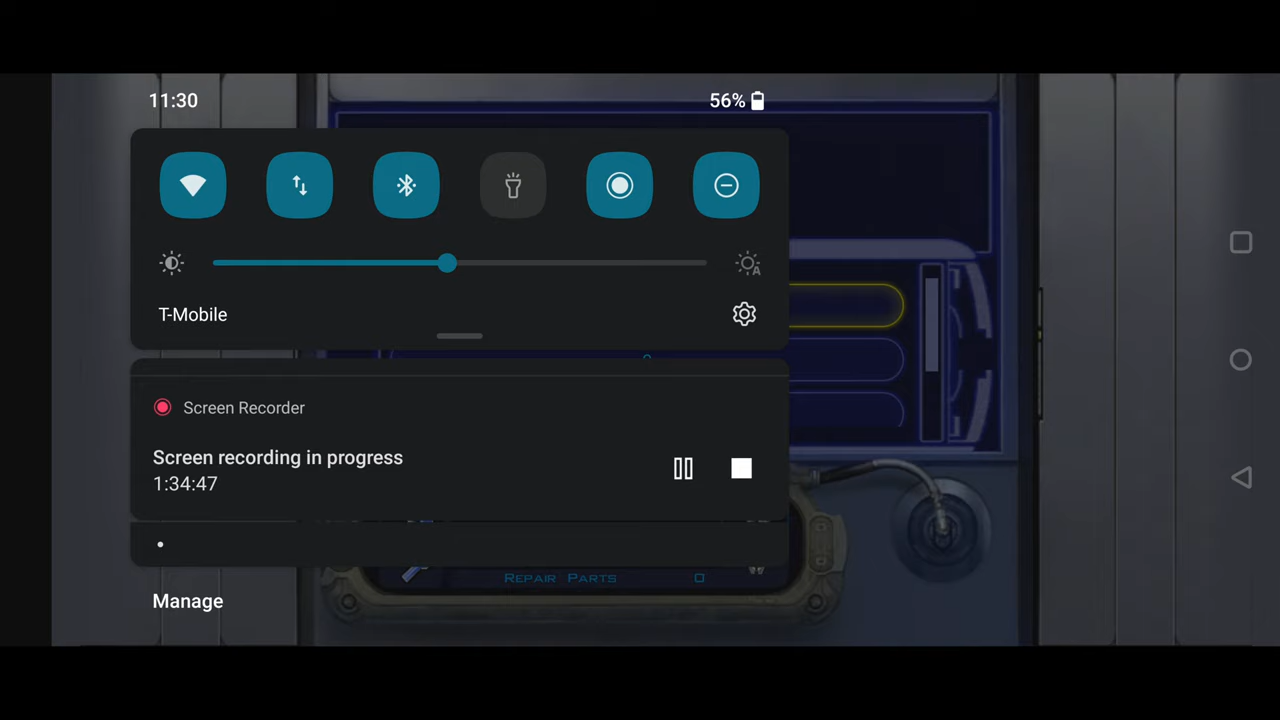 11:30 56%
T-Mobile
Screen Recorder
Screen recording in progress
1:34:47
Repair Parts
Manage